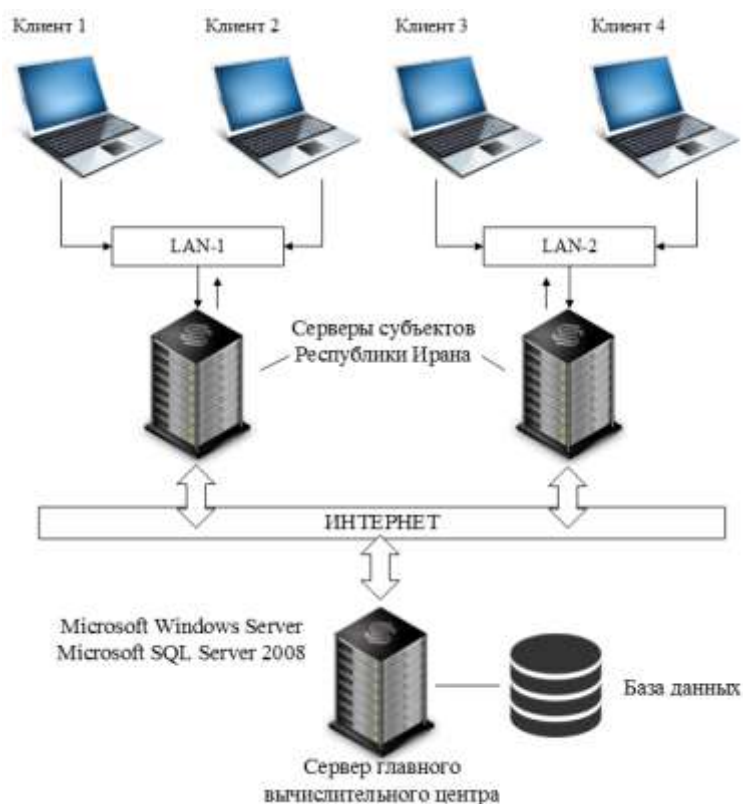 Клиент 1
Клиент 2
Клиент 3
Клиент 4
LAN-1
LAN-2
Серверы субъектов
Республики Ирана
ИНТЕРНЕТ
Microsoft Windows Server
Microsoft SQL Server 2008
База данных
Сервер главного
вычислительного центра